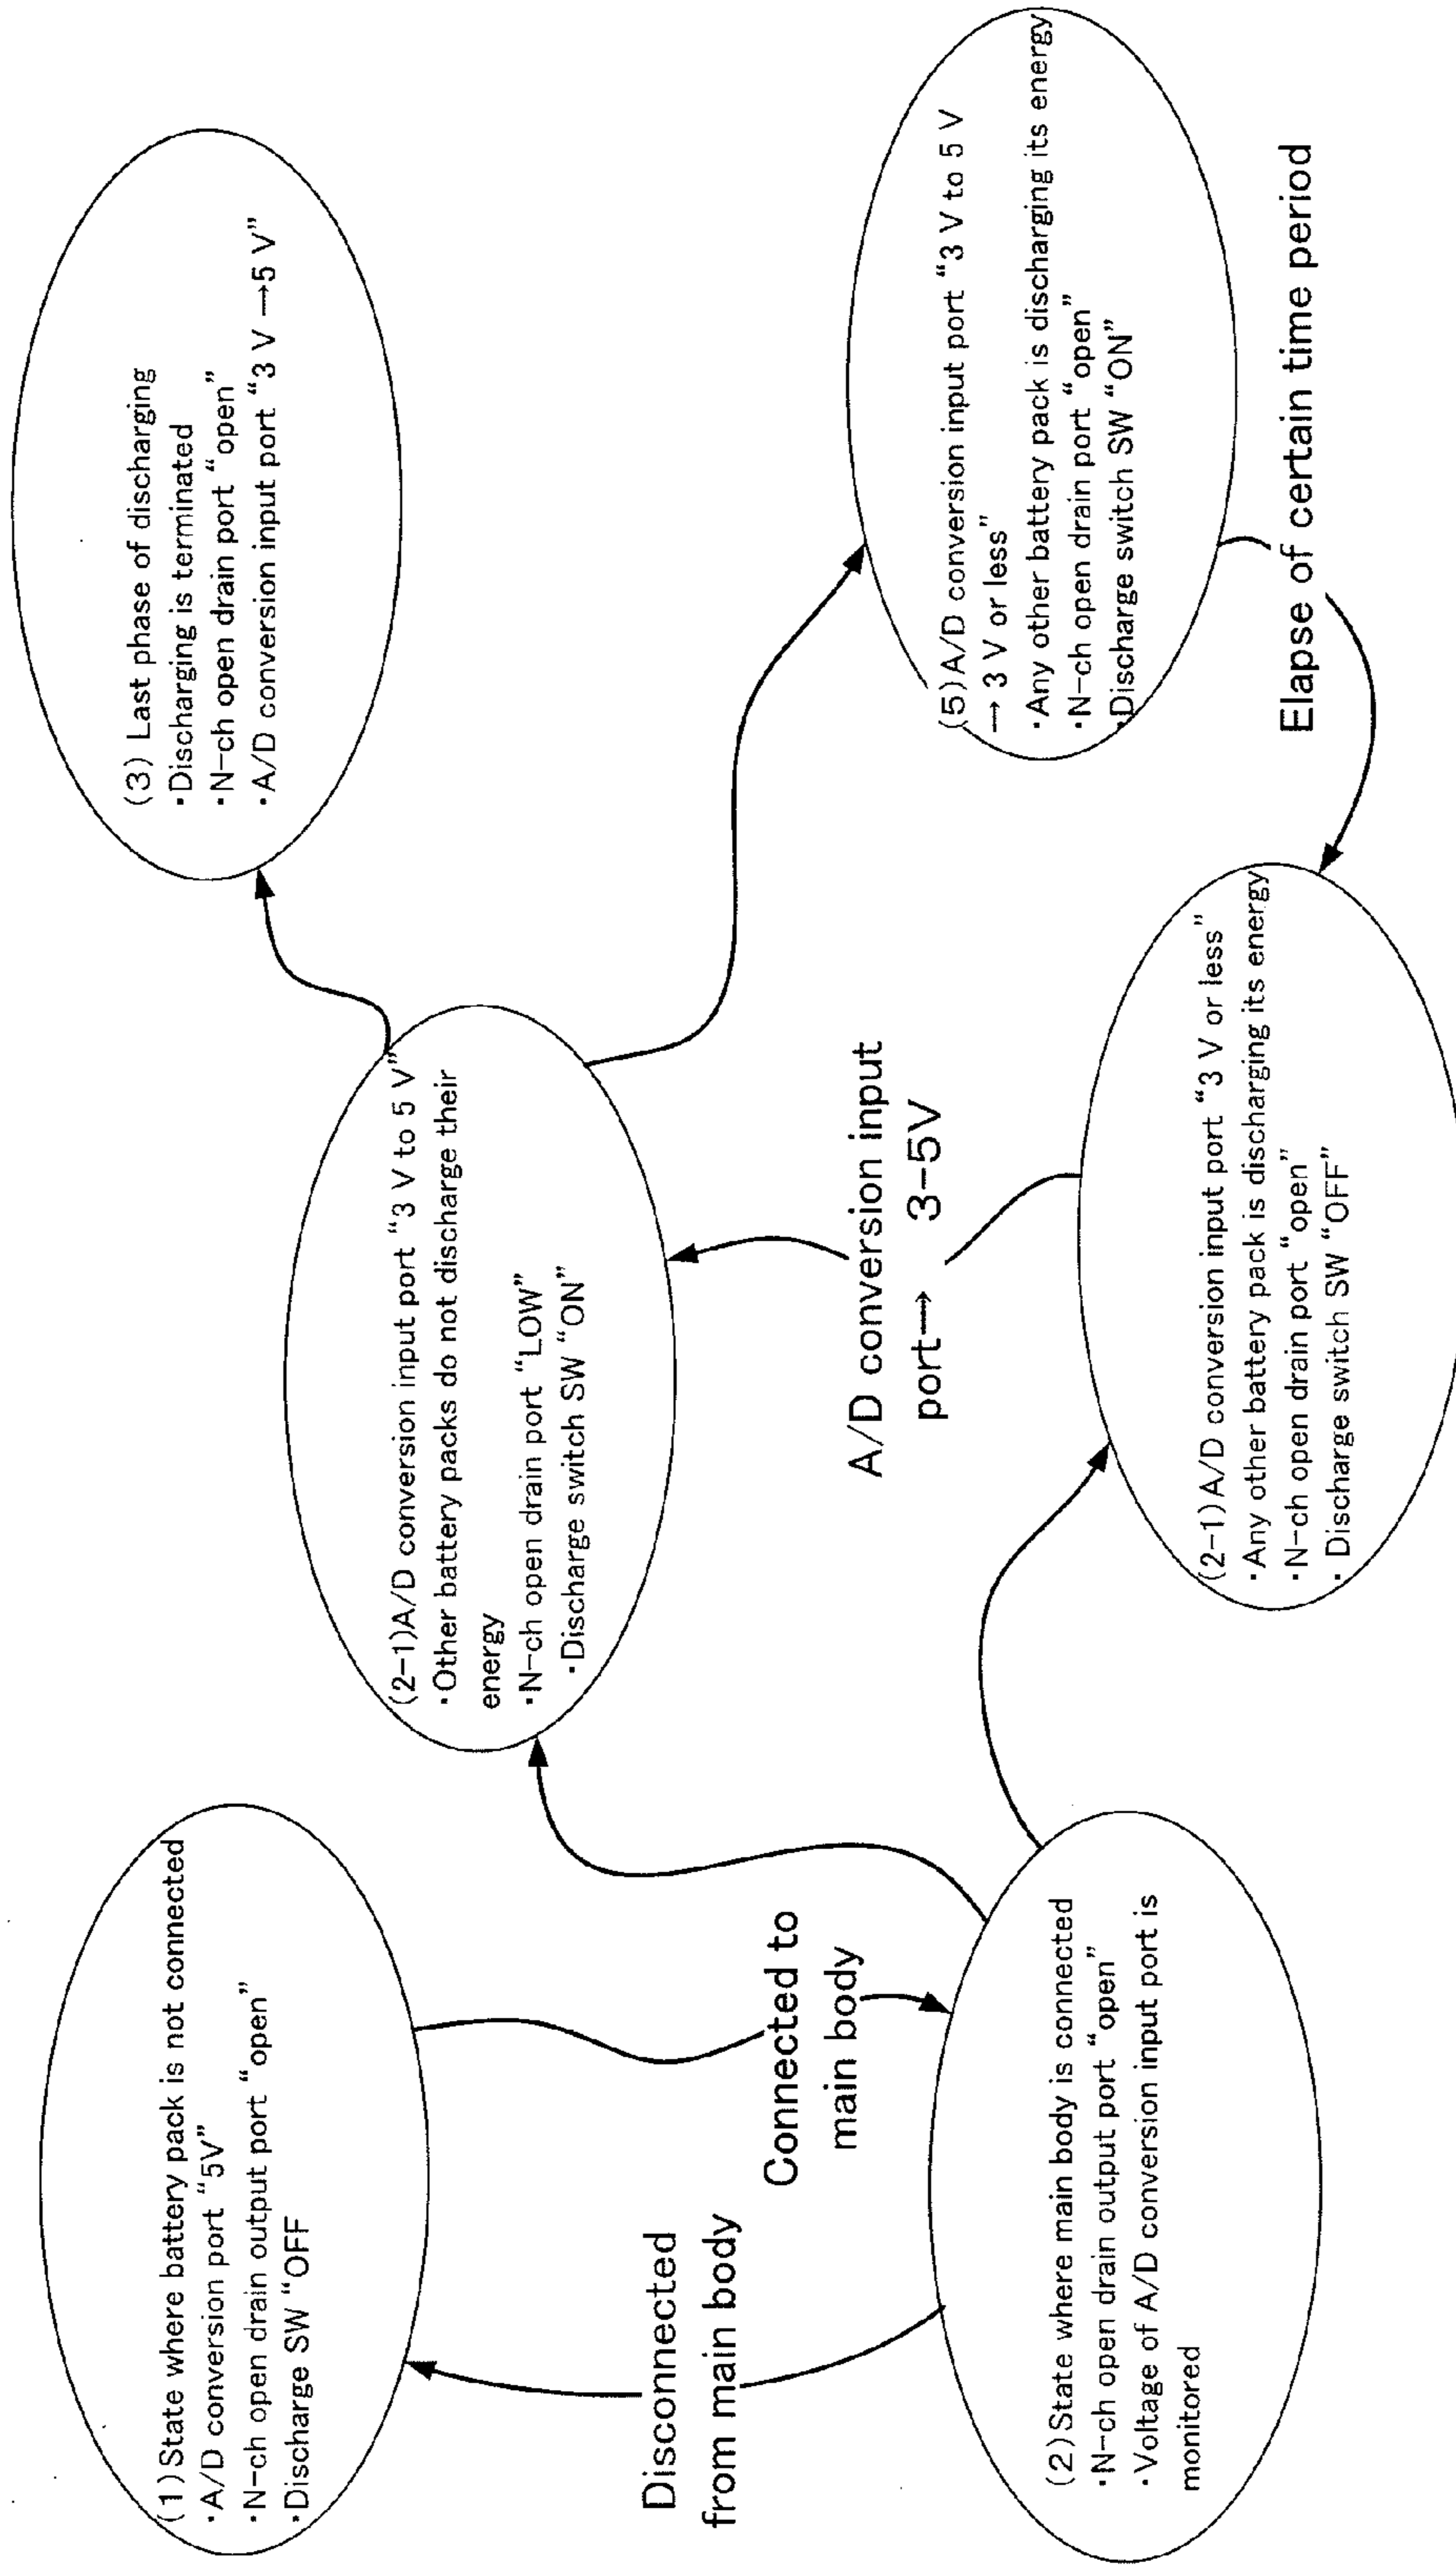 (1)State where battery pack is not connected
・A/D conversion port “5V”
・N-ch open drain output port “open”
・Discharge SW “OFF
Disconnected
from main body
Connected to
main body
(2)State where main body is connected
・N-ch open drain output port “open”
・Voltage of A/D conversion input port is
monitored
(2-1)A/D conversion input port “3 V to 5 V”
・Other battery packs do not discharge their
energy
・N-ch open drain port “LOW”
・Discharge switch SW “ON”
A/D conversion input
port→ 3-5V
(2-1)A/D conversion input port “3 V or less”
・Any other battery pack is discharging its energy
・N-ch open drain port “open”
・Discharge switch SW “OFF”
(3) Last phase of discharging
・Discharging is terminated
・N-ch open drain port “open”
・A/D conversion input port “3 V →5 V”
(5)A/D conversion input port “3 V to 5 V
→ 3 V or less”
・Any other battery pack is discharging its energy
・N-ch open drain port “open”
・Discharge switch SW “ON”
Elapse of certain time period